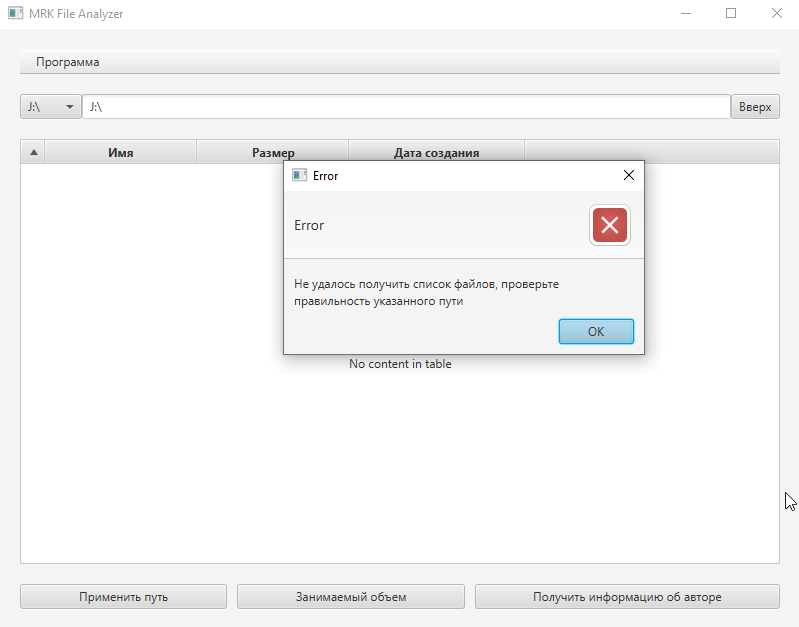 MRK File Analyzer
Программа
J:\ J:\ Вверх
Имя Размер Дата создания
Error
Error
Не удалось получить список файлов, проверьте
правильность указанного пути
OK
No content in table
Применить путь Занимаемый объем Получить информацию об авторе